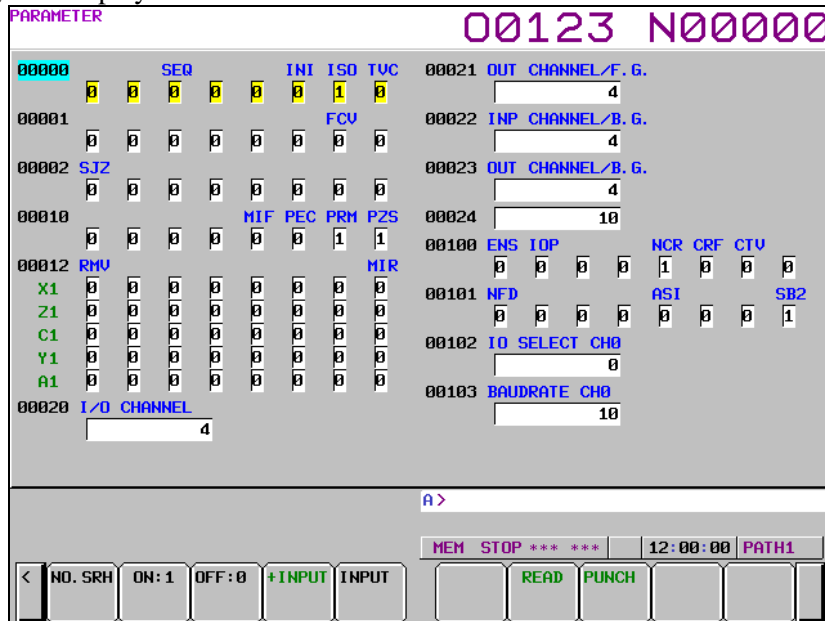 PARAMETER
O0123 N00000
00000 SEQ INI ISO TVC
0 0 0 0 0 0 1 0
00001 FCV
0 0 0 0 0 0 0 0
00002 SJZ
0 0 0 0 0 0 0 0
00010 MIF PEC PRM PZS
0 0 0 0 0 0 1 1
00012 RMV MIR
X1 0 0 0 0 0 0 0 0
Z1 0 0 0 0 0 0 0 0
C1 0 0 0 0 0 0 0 0
Y1 0 0 0 0 0 0 0 0
A1 0 0 0 0 0 0 0 0
00020 I/O CHANNEL
4
00021 OUT CHANNEL/F.G.
4
00022 INP CHANNEL/B.G.
4
00023 OUT CHANNEL/B.G.
4
00024 10
00100 ENS IOP NCR CRF CTV
0 0 0 0 1 0 0 0
00101 NFD ASI SB2
0 0 0 0 0 0 0 1
00102 IO SELECT CH0
0
00103 BAUDRATE CH0
10
A>
MEM STOP *** *** 12:00:00 PATH1
< NO.SRH ON:1 OFF:0 +INPUT INPUT READ PUNCH